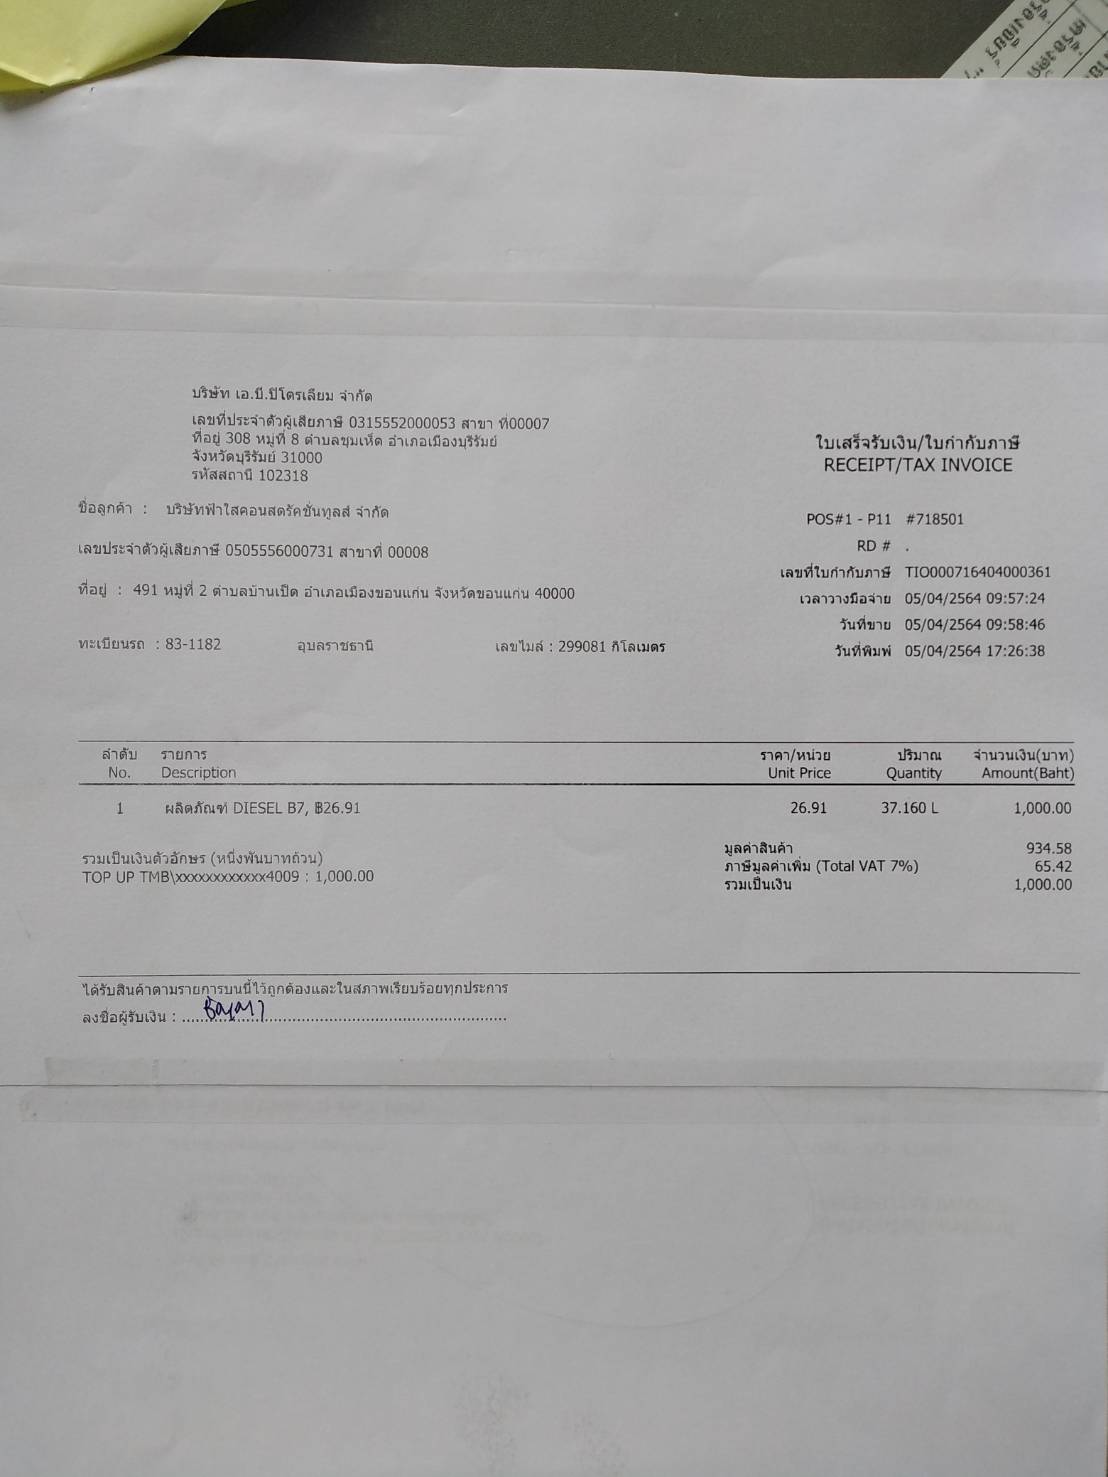 บริษัท เอ.บี.ปิโตรเลียม จำกัด
เลขที่ประจำตัวผู้เสียภาษี 0315552000053 สาขา ที่00007
ที่อยู่ 308 หมู่ที่ 8 ตำบลชุมเห็ด อำเภอเมืองบุรีรัมย์
จังหวัดบุรีรัมย์ 31000
รหัสสถานี 102318
ใบเสร็จรับเงิน/ใบกำกับภาษี
RECEIPT/TAX INVOICE
ชื่อลูกค้า : บริษัทฟ้าใสคอนสตรัคชั่นทูลส์ จำกัด
เลขประจำตัวผู้เสียภาษี 0505556000731 สาขาที่ 00008
ที่อยู่ : 491 หมู่ที่ 2 ตำบลบ้านเป็ด อำเภอเมืองขอนแก่น จังหวัดขอนแก่น 40000
ทะเบียนรถ : 83-1182 อุบลราชธานี เลขไมล์ : 299081 กิโลเมตร
POS#1 - P11 #718501
RD # .
เลขที่ใบกำกับภาษี TIO000716404000361
เวลาวางมือจ่าย 05/04/2564 09:57:24
วันที่ขาย 05/04/2564 09:58:46
วันที่พิมพ์ 05/04/2564 17:26:38
ลำดับ รายการ ราคา/หน่วย ปริมาณ จำนวนเงิน(บาท)
No. Description Unit Price Quantity Amount(Baht)
1 ผลิตภัณฑ์ DIESEL B7, ฿26.91 26.91 37.160 L 1,000.00
รวมเป็นเงินตัวอักษร (หนึ่งพันบาทถ้วน)
TOP UP TMB\xxxxxxxxxxxx4009 : 1,000.00
มูลค่าสินค้า 934.58
ภาษีมูลค่าเพิ่ม (Total VAT 7%) 65.42
รวมเป็นเงิน 1,000.00
ได้รับสินค้าตามรายการบนนี้ไว้ถูกต้องและในสภาพเรียบร้อยทุกประการ
ลงชื่อผู้รับเงิน : ................................................